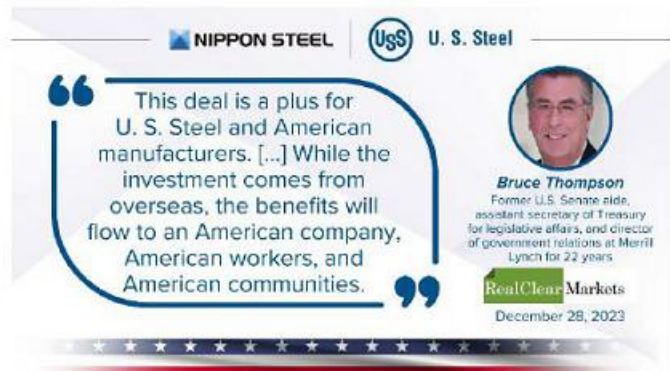 NIPPON STEEL
USS U. S. Steel
This deal is a plus for
U. S. Steel and American
manufacturers. [...] While the
investment comes from
overseas, the benefits will
flow to an American company,
American workers, and
American communities.
Bruce Thompson
Former U.S. Senate aide,
assistant secretary of Treasury
for legislative affairs, and director
of government relations at Merrill
Lynch for 22 years
RealClear Markets
December 28, 2023